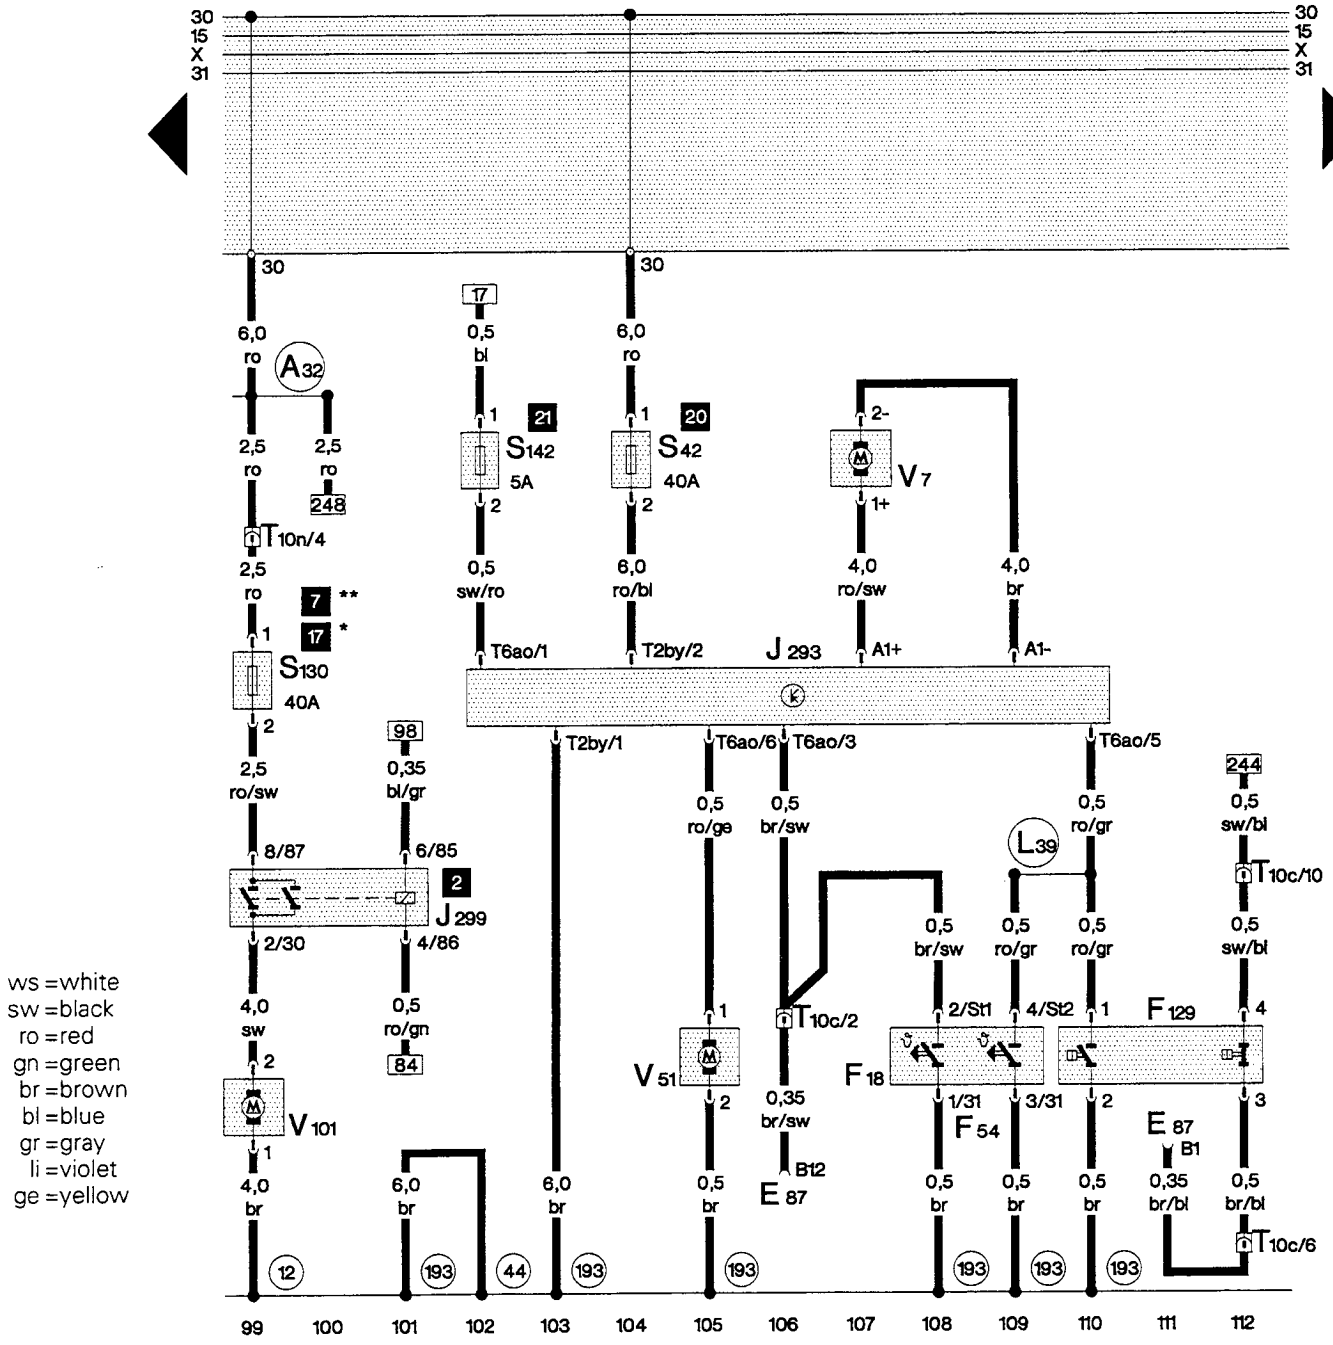 30
15
X
31
30
15
X
31
30
30
17
6,0
ro
0,5
bl
6,0
ro
A32
1
21
1
20
2-
S142
5A
S42
40A
V7
2,5
ro
2,5
ro
248
2
2
1+
T10n/4
2,5
ro
0,5
sw/ro
6,0
ro/bl
4,0
ro/sw
4,0
br
7 **
17 *
1
T6ao/1
T2by/2
J293
A1+
A1-
S130
40A
2
98
T2by/1
T6ao/6
T6ao/3
T6ao/5
2,5
ro/sw
0,35
bl/gr
244
0,5
ro/ge
0,5
br/sw
0,5
ro/gr
0,5
sw/bl
L39
8/87
6/85
2
J299
T10c/10
2/30
4/86
0,5
br/sw
0,5
ro/gr
0,5
ro/gr
0,5
sw/bl
ws =white
sw =black
ro =red
gn =green
br =brown
bl =blue
gr =gray
li =violet
ge =yellow
4,0
sw
0,5
ro/gn
84
1
T10c/2
2/St1
4/St2
1
F129
4
2
V101
1
V51
2
F18
0,35
br/sw
1/31
F54
3/31
2
E87
B1
3
B12
E87
4,0
br
6,0
br
6,0
br
0,5
br
0,5
br
0,5
br
0,5
br
0,35
br/bl
0,5
br/bl
T10c/6
12
193
44
193
193
193
193
193
99
100
101
102
103
104
105
106
107
108
109
110
111
112